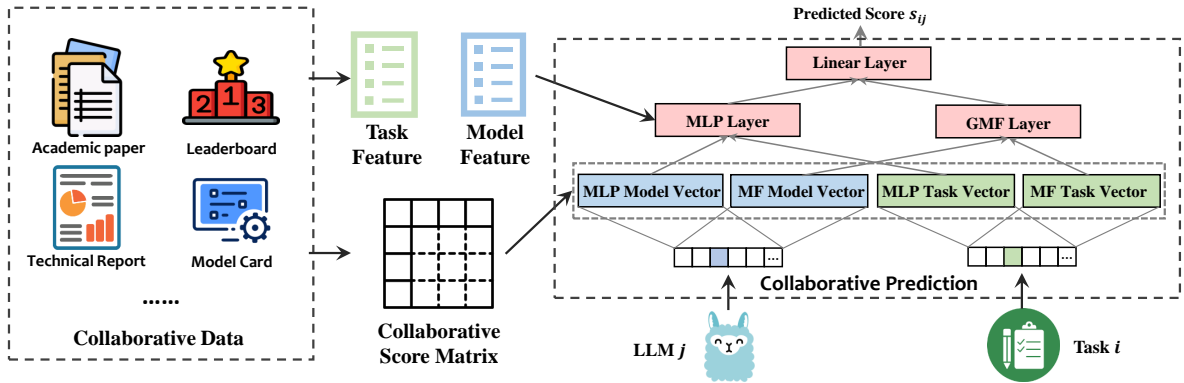 Academic paper
Leaderboard
2 1 3
Technical Report
Model Card
......
Collaborative Data
Task
Feature
Model
Feature
Collaborative
Score Matrix
Predicted Score s_{ij}
Linear Layer
MLP Layer
GMF Layer
MLP Model Vector
MF Model Vector
MLP Task Vector
MF Task Vector
...
...
Collaborative Prediction
LLM j
Task i